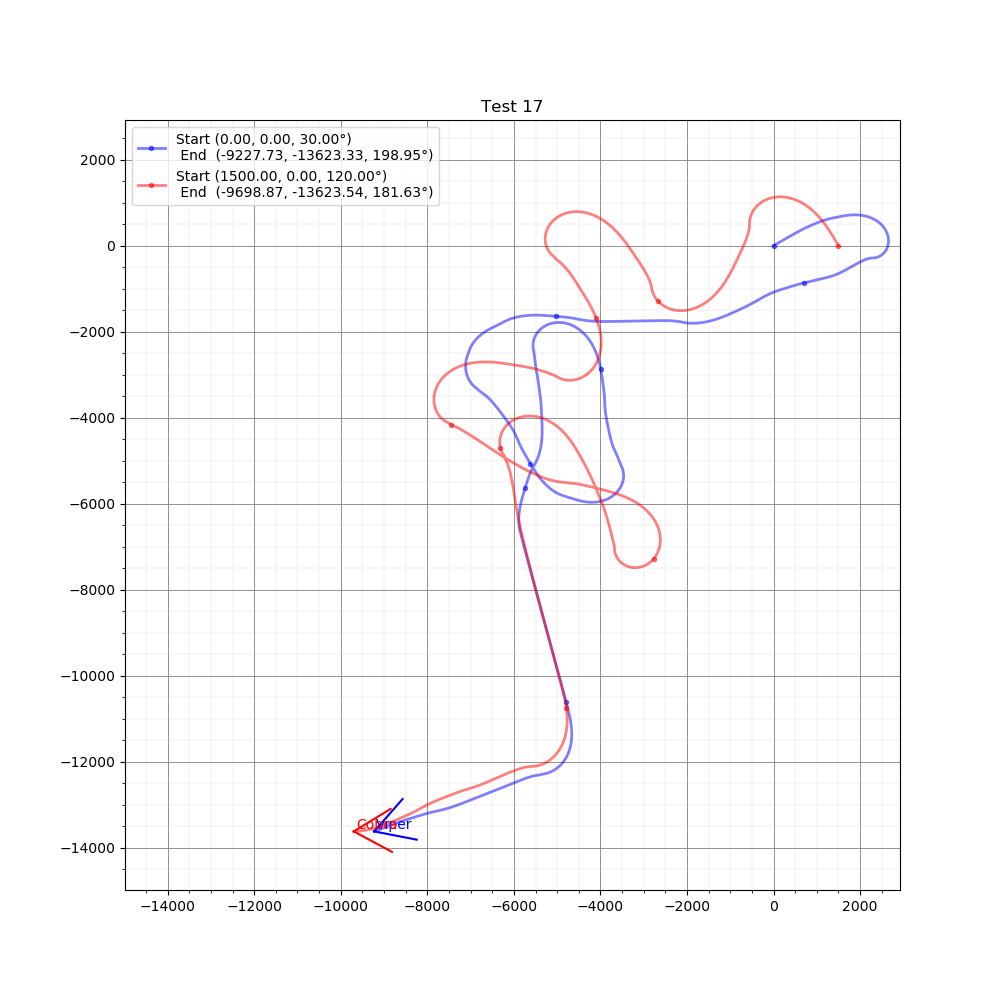 Test 17
Start (0.00, 0.00, 30.00°)
End (-9227.73, -13623.33, 198.95°)
Start (1500.00, 0.00, 120.00°)
End (-9698.87, -13623.54, 181.63°)
2000
0
−2000
−4000
−6000
−8000
−10000
−12000
−14000
−14000 −12000 −10000 −8000 −6000 −4000 −2000 0 2000